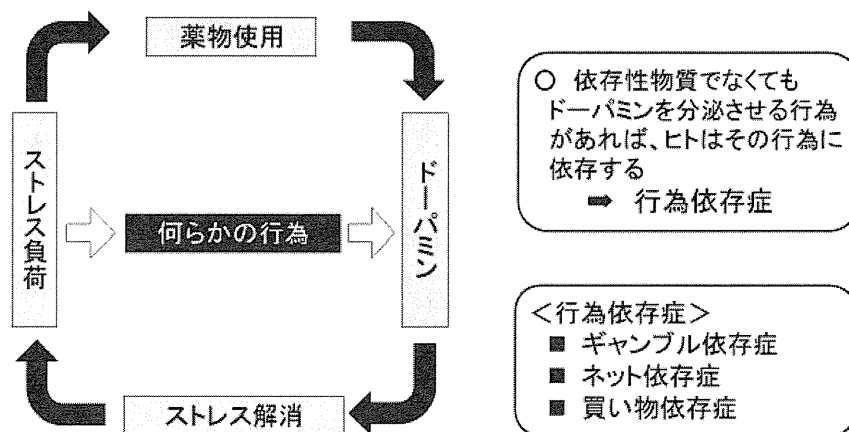 薬物使用
ストレス負荷
何らかの行為
ドーパミン
ストレス解消
○ 依存性物質でなくても
ドーパミンを分泌させる行為
があれば、ヒトはその行為に
依存する
➡ 行為依存症
＜行為依存症＞
■ ギャンブル依存症
■ ネット依存症
■ 買い物依存症